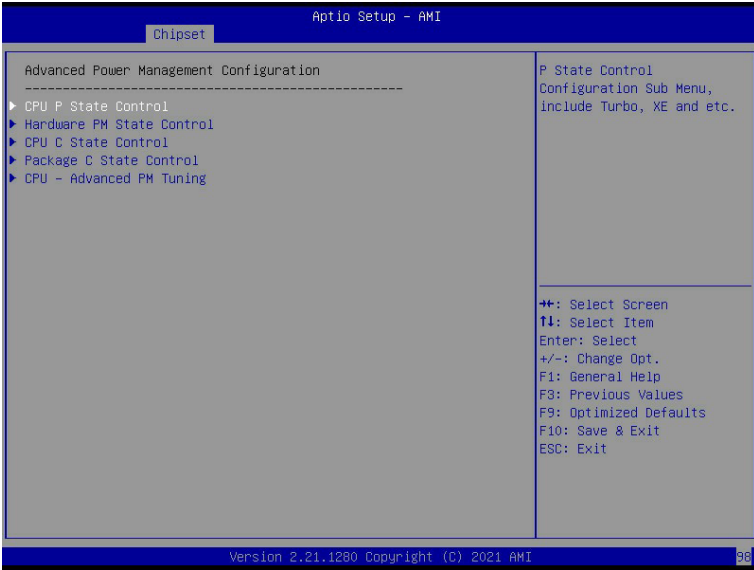 Aptio Setup – AMI
Chipset
Advanced Power Management Configuration
--------------------------------------------------
▶ CPU P State Control
▶ Hardware PM State Control
▶ CPU C State Control
▶ Package C State Control
▶ CPU – Advanced PM Tuning
P State Control
Configuration Sub Menu,
include Turbo, XE and etc.
→←: Select Screen
↑↓: Select Item
Enter: Select
+/-: Change Opt.
F1: General Help
F3: Previous Values
F9: Optimized Defaults
F10: Save & Exit
ESC: Exit
Version 2.21.1280 Copyright (C) 2021 AMI
98